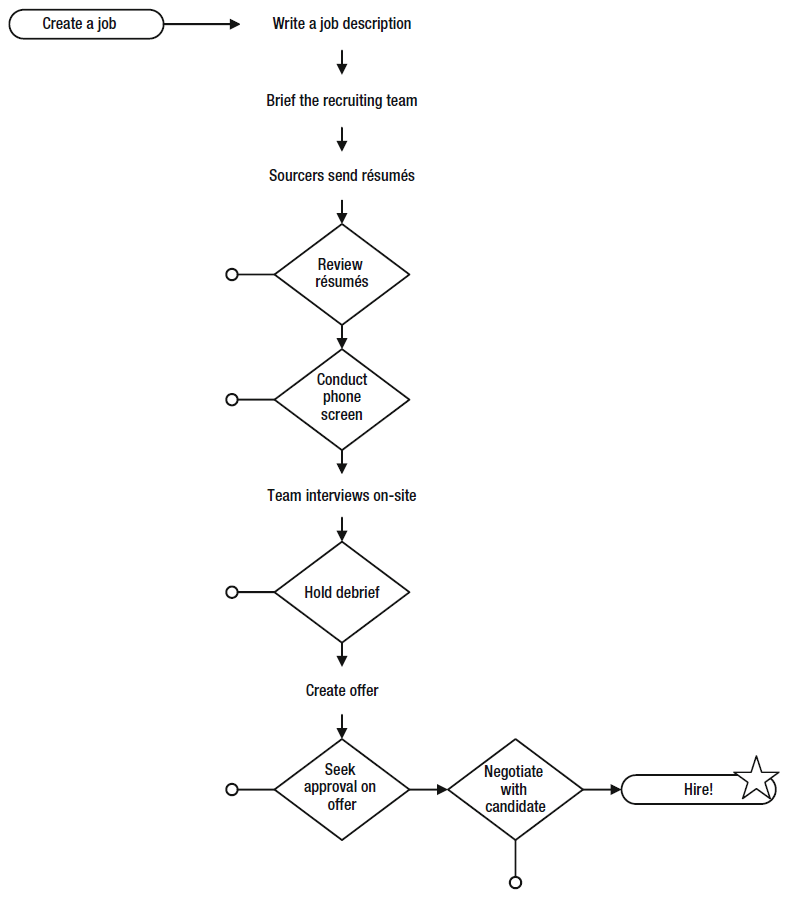 Create a job
Write a job description
Brief the recruiting team
Sourcers send résumés
Review
résumés
Conduct
phone
screen
Team interviews on-site
Hold debrief
Create offer
Seek
approval on
offer
Negotiate
with
candidate
Hire!